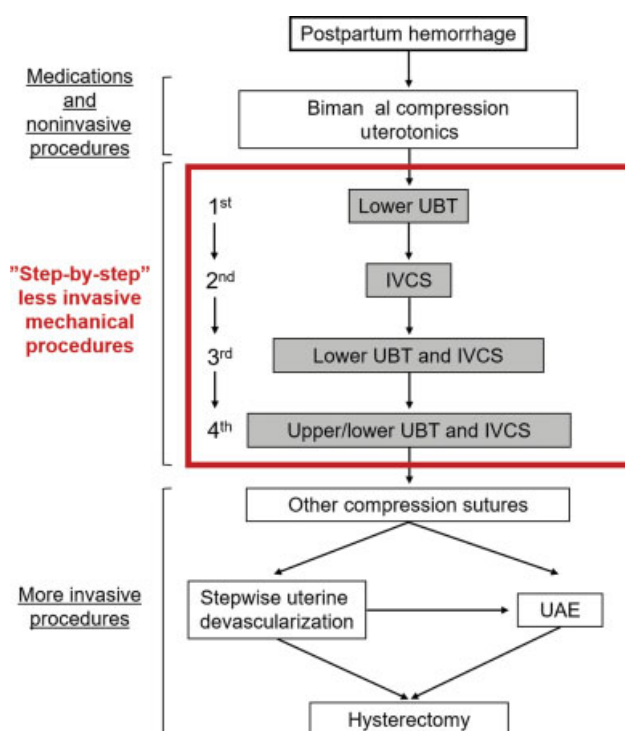 Postpartum hemorrhage
Medications
and
noninvasive
procedures
Biman al compression
uterotonics
"Step-by-step"
less invasive
mechanical
procedures
1st
Lower UBT
2nd
IVCS
3rd
Lower UBT and IVCS
4th
Upper/lower UBT and IVCS
Other compression sutures
More invasive
procedures
Stepwise uterine
devascularization
UAE
Hysterectomy